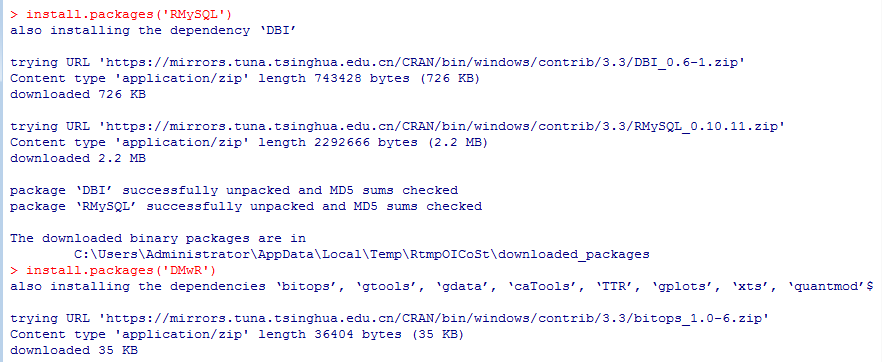 > install.packages('RMySQL')
also installing the dependency ‘DBI’
trying URL 'https://mirrors.tuna.tsinghua.edu.cn/CRAN/bin/windows/contrib/3.3/DBI_0.6-1.zip'
Content type 'application/zip' length 743428 bytes (726 KB)
downloaded 726 KB
trying URL 'https://mirrors.tuna.tsinghua.edu.cn/CRAN/bin/windows/contrib/3.3/RMySQL_0.10.11.zip'
Content type 'application/zip' length 2292666 bytes (2.2 MB)
downloaded 2.2 MB
package ‘DBI’ successfully unpacked and MD5 sums checked
package ‘RMySQL’ successfully unpacked and MD5 sums checked
The downloaded binary packages are in
        C:\Users\Administrator\AppData\Local\Temp\RtmpOICoSt\downloaded_packages
> install.packages('DMwR')
also installing the dependencies ‘bitops’, ‘gtools’, ‘gdata’, ‘caTools’, ‘TTR’, ‘gplots’, ‘xts’, ‘quantmod’$
trying URL 'https://mirrors.tuna.tsinghua.edu.cn/CRAN/bin/windows/contrib/3.3/bitops_1.0-6.zip'
Content type 'application/zip' length 36404 bytes (35 KB)
downloaded 35 KB